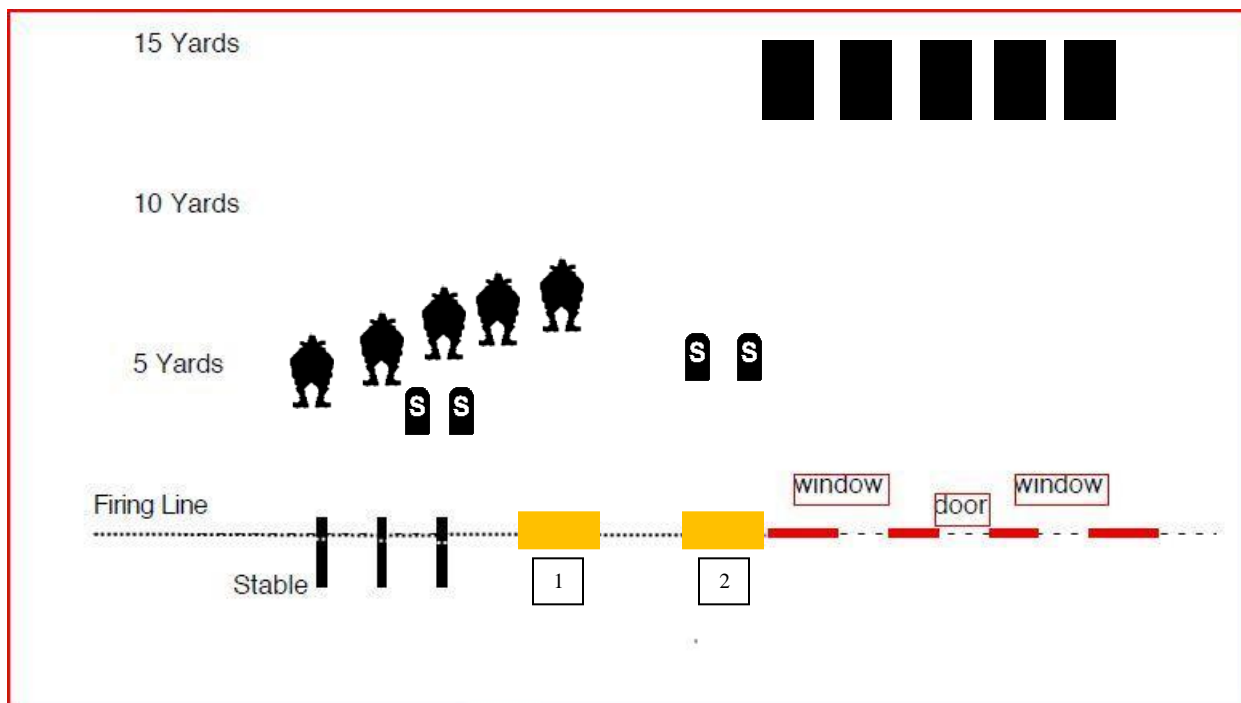 15 Yards
10 Yards
5 Yards
S S
S S
window window
door
Firing Line
Stable
1 2